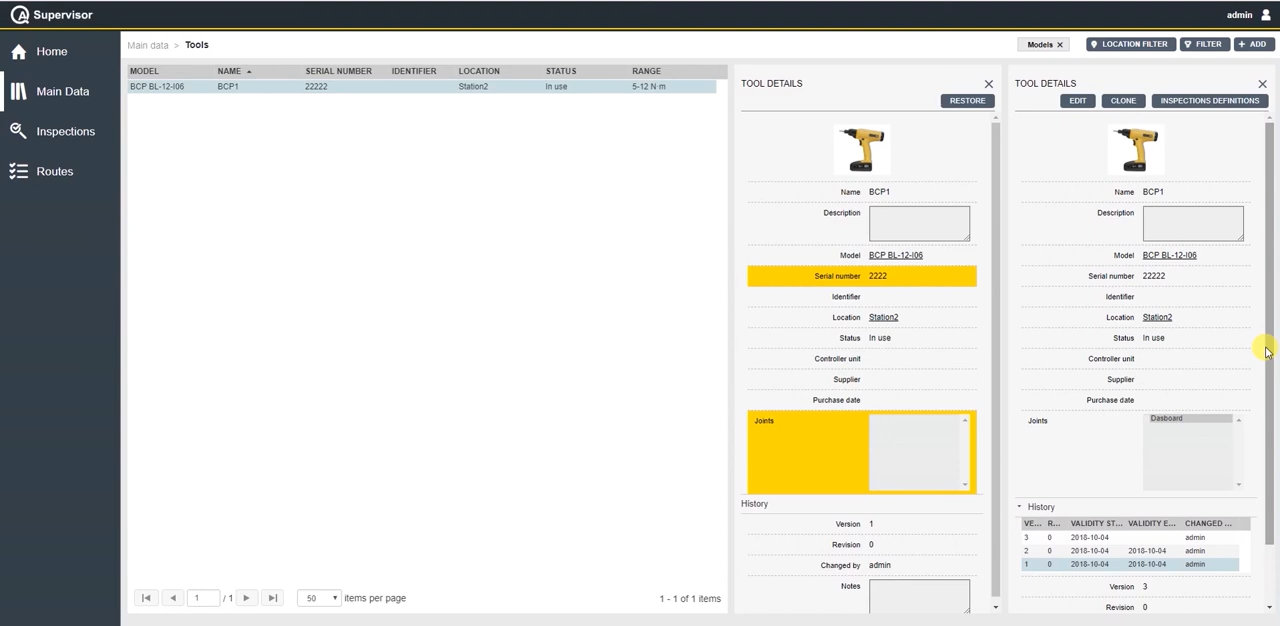 Supervisor
admin
Home
Main Data
Inspections
Routes
Main data > Tools
Models ✕
LOCATION FILTER
FILTER
+ ADD
MODEL NAME SERIAL NUMBER IDENTIFIER LOCATION STATUS RANGE
BCP BL-12-I06 BCP1 22222 Station2 In use 5-12 N·m
1 / 1 50 items per page
1 - 1 of 1 items
TOOL DETAILS
RESTORE
Name BCP1
Description
Model BCP BL-12-I06
Serial number 2222
Identifier
Location Station2
Status In use
Controller unit
Supplier
Purchase date
Joints
History
Version 1
Revision 0
Changed by admin
Notes
TOOL DETAILS
EDIT CLONE INSPECTIONS DEFINITIONS
Name BCP1
Description
Model BCP BL-12-I06
Serial number 22222
Identifier
Location Station2
Status In use
Controller unit
Supplier
Purchase date
Joints Dasboard
History
VE... R... VALIDITY ST... VALIDITY E... CHANGED ...
3 0 2018-10-04 admin
2 0 2018-10-04 2018-10-04 admin
1 0 2018-10-04 2018-10-04 admin
Version 3
Revision 0